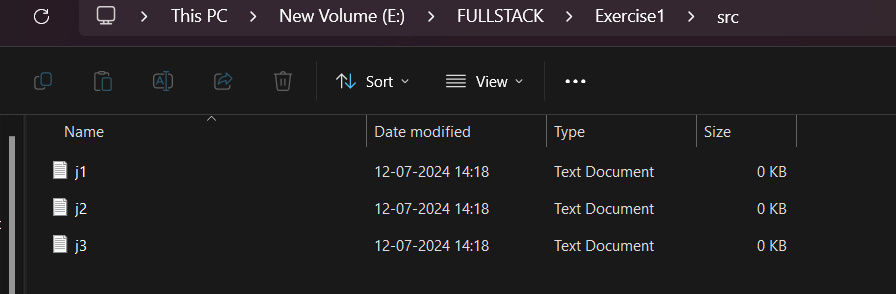 This PC > New Volume (E:) > FULLSTACK > Exercise1 > src
Sort View
Name Date modified Type Size
j1 12-07-2024 14:18 Text Document 0 KB
j2 12-07-2024 14:18 Text Document 0 KB
j3 12-07-2024 14:18 Text Document 0 KB